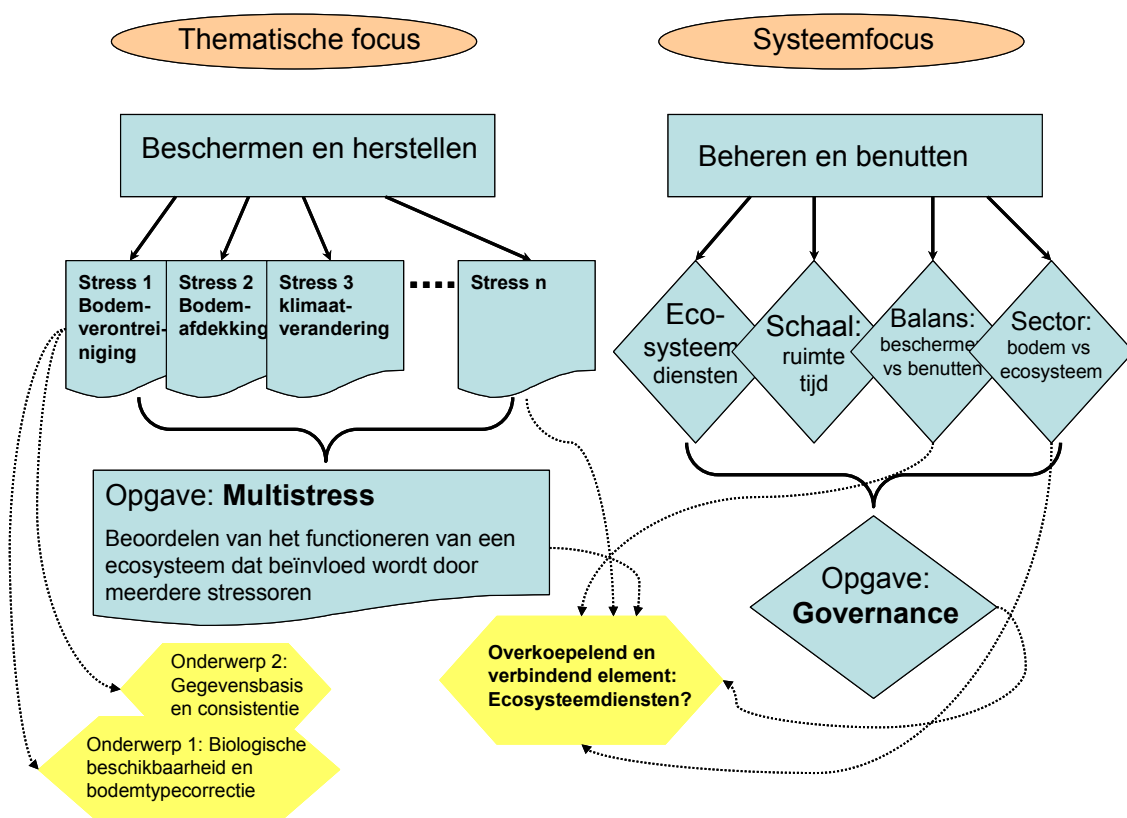 Thematische focus
Systeemfocus
Beschermen en herstellen
Beheren en benutten
Stress 1
Bodem-
verontrei-
niging
Stress 2
Bodem-
afdekking
Stress 3
klimaat-
verandering
Stress n
Eco-
systeem
diensten
Schaal:
ruimte
tijd
Balans:
beschermen
vs benutten
Sector:
bodem vs
ecosysteem
Opgave: Multistress
Beoordelen van het functioneren van een
ecosysteem dat beïnvloed wordt door
meerdere stressoren
Opgave:
Governance
Overkoepelend en
verbindend element:
Ecosysteemdiensten?
Onderwerp 2:
Gegevensbasis
en consistentie
Onderwerp 1: Biologische
beschikbaarheid en
bodemtypecorrectie